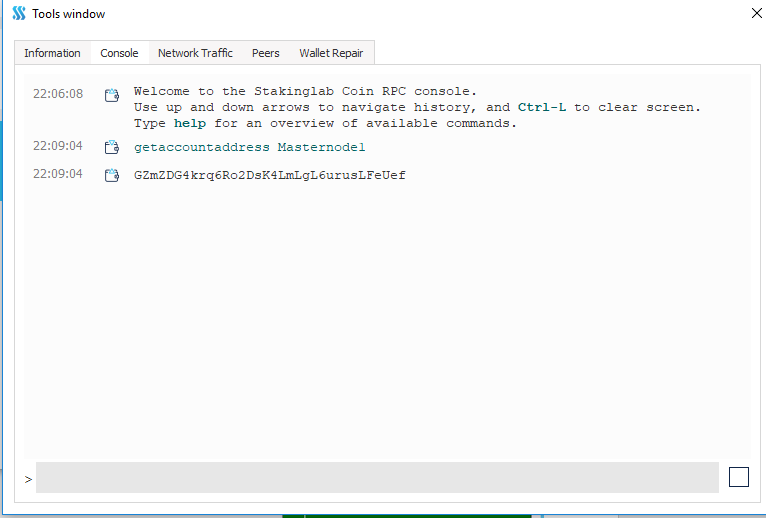 Tools window
Information Console Network Traffic Peers Wallet Repair
22:06:08 Welcome to the Stakinglab Coin RPC console.
Use up and down arrows to navigate history, and Ctrl-L to clear screen.
Type help for an overview of available commands.
22:09:04 getaccountaddress Masternode1
22:09:04 GZmZDG4krq6Ro2DsK4LmLgL6urusLFeUef
>